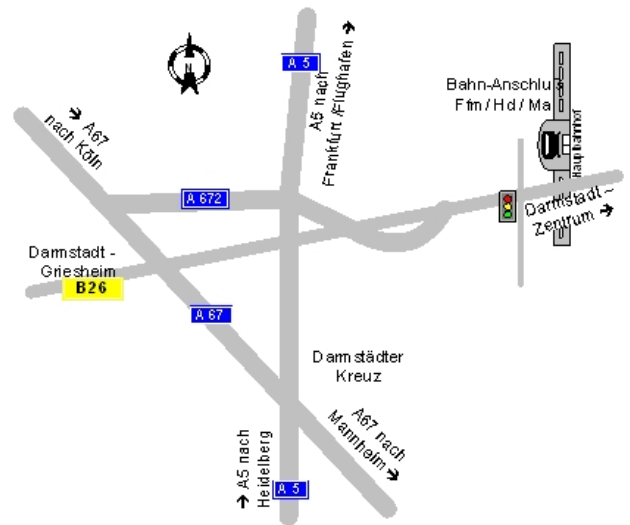 N
A 5
A5 nach
Frankfurt /Flughafen →
Bahn-Anschluß
Ffm / Hd / Ma
Hauptbahnhof
→ A67
nach Köln
A 672
Darmstadt -
Zentrum →
Darmstadt -
Griesheim
B26
A 67
Darmstädter
Kreuz
A67 nach
Mannheim →
→ A5 nach
Heidelberg
A 5